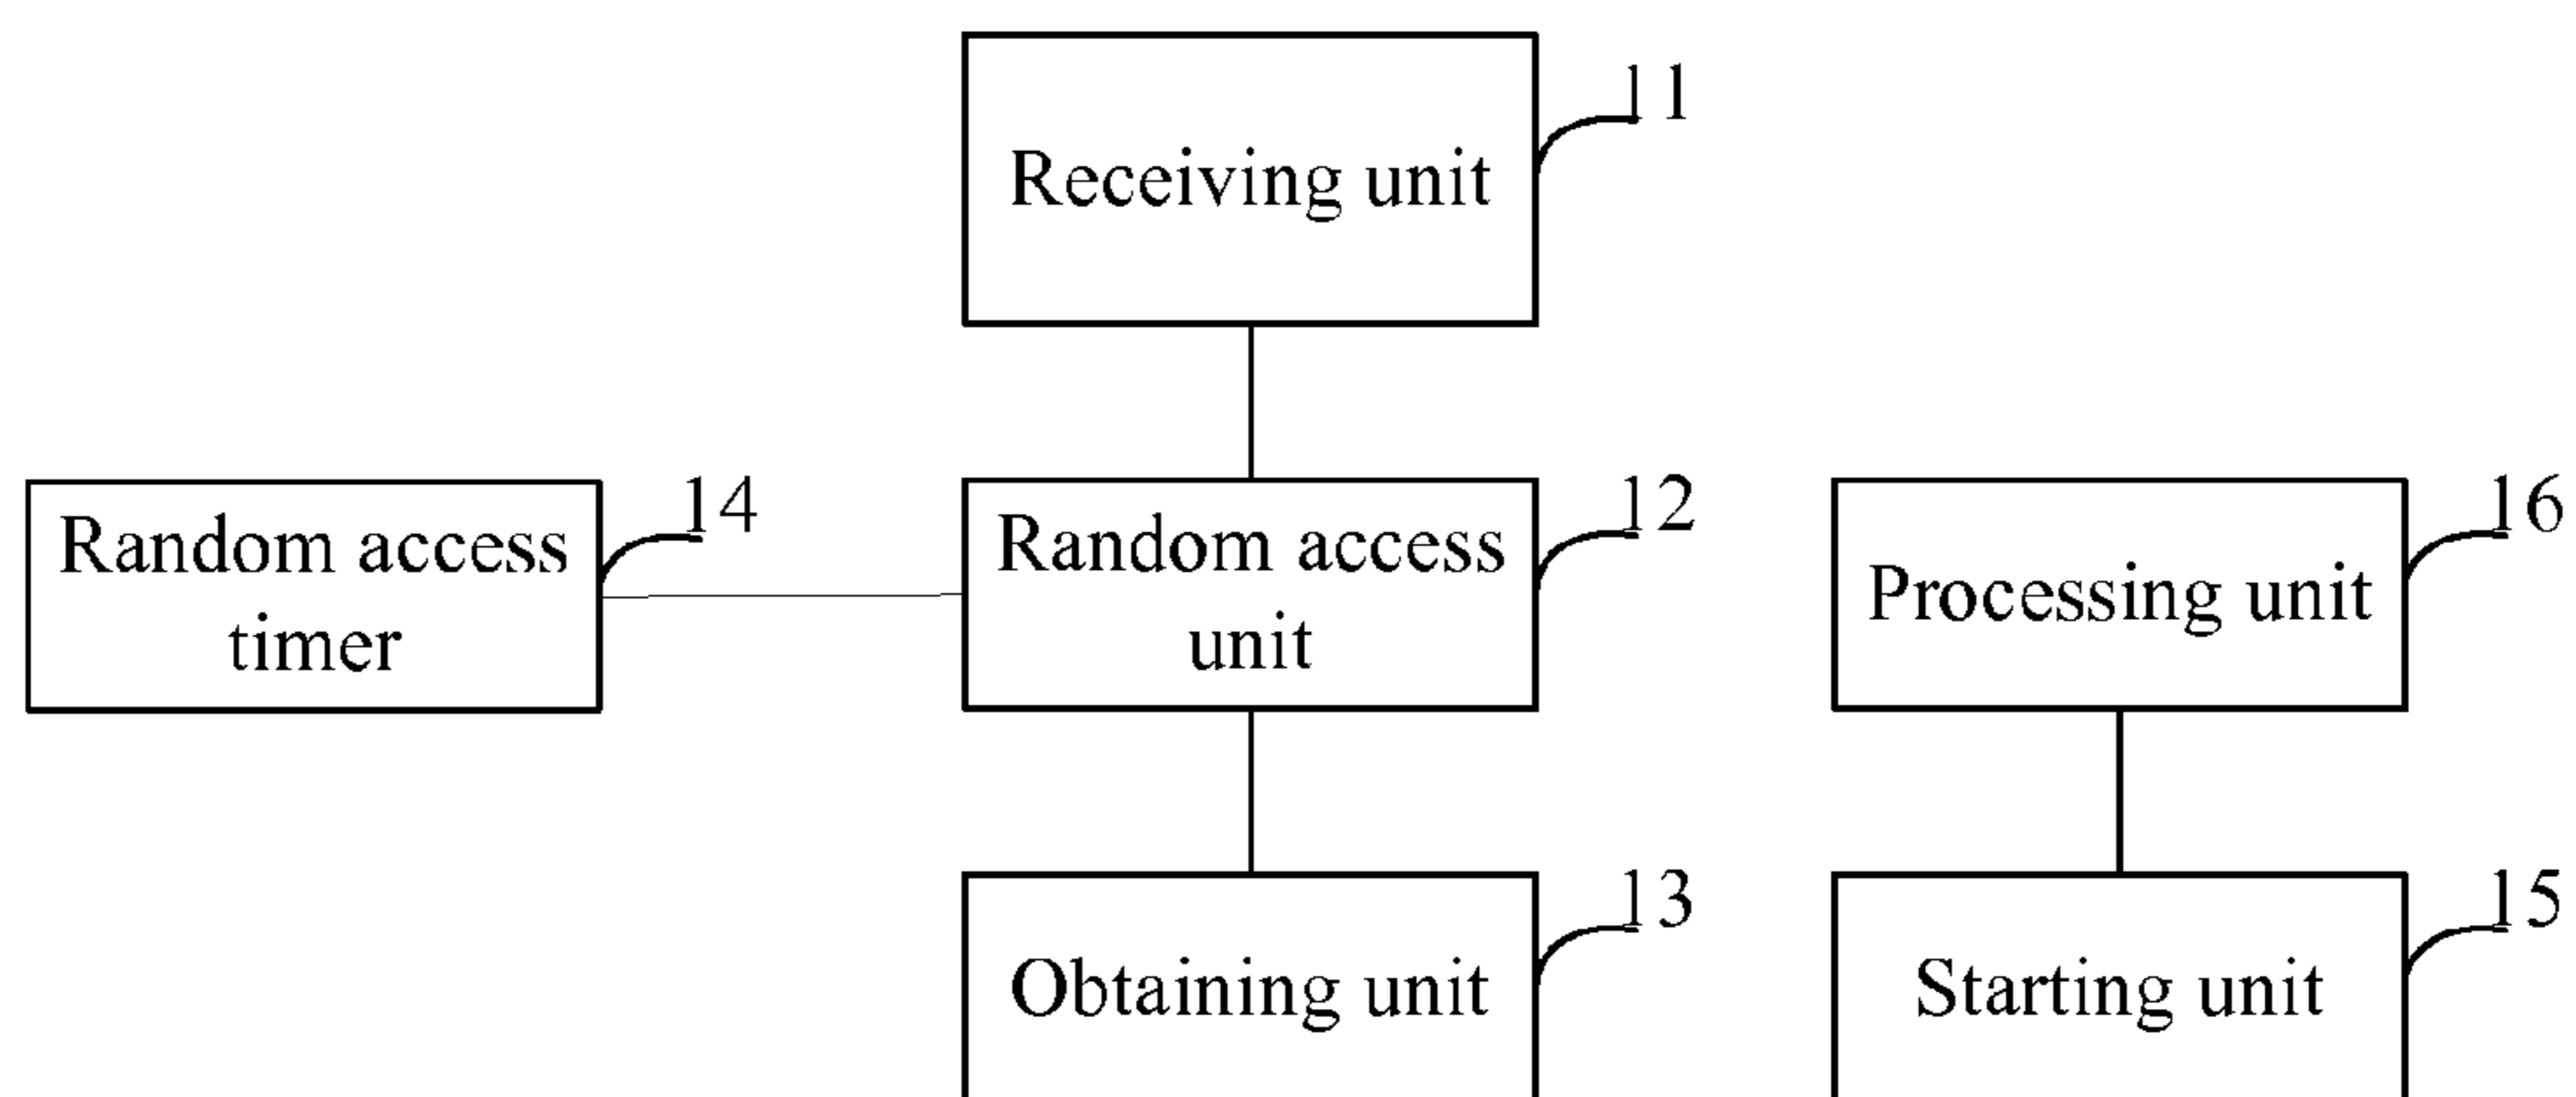 11
Receiving unit
14
Random access
timer
12
Random access
unit
16
Processing unit
13
Obtaining unit
15
Starting unit